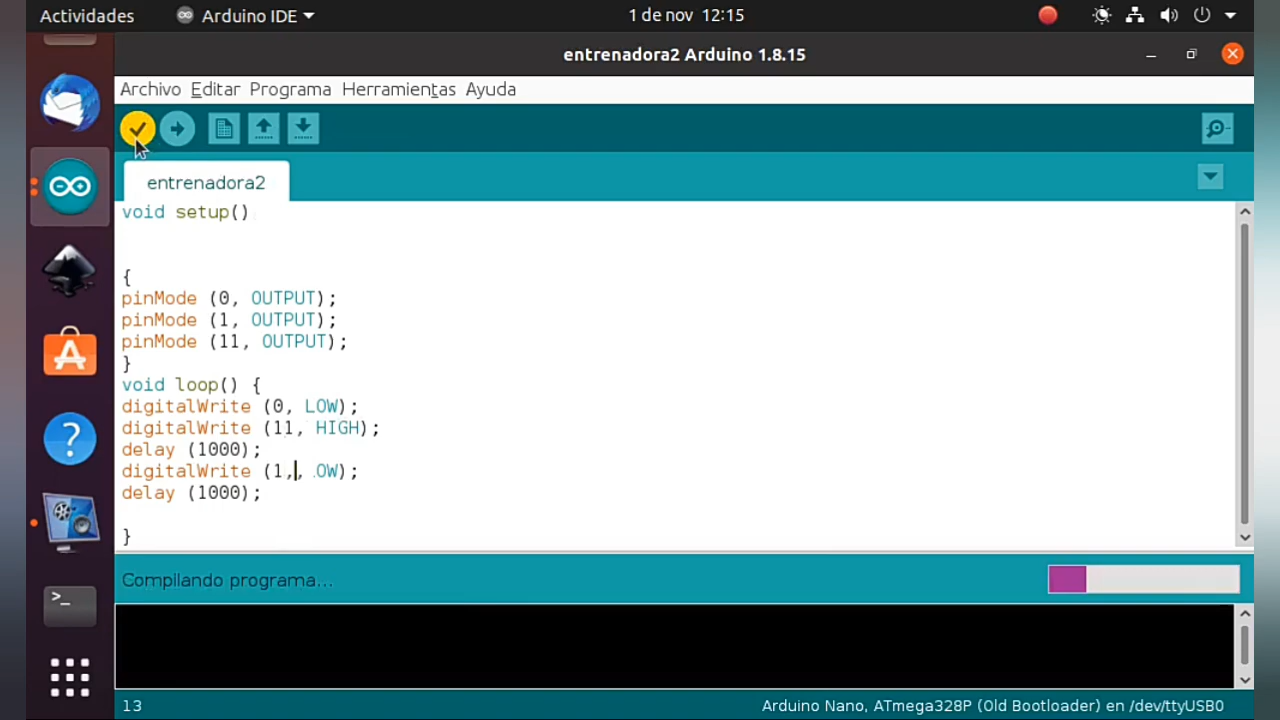 Actividades Arduino IDE 1 de nov 12:15
entrenadora2 Arduino 1.8.15
Archivo Editar Programa Herramientas Ayuda
entrenadora2
void setup()
{
pinMode (0, OUTPUT);
pinMode (1, OUTPUT);
pinMode (11, OUTPUT);
}
void loop() {
digitalWrite (0, LOW);
digitalWrite (11, HIGH);
delay (1000);
digitalWrite (1,
delay (1000);
}
Compilando programa...
13 Arduino Nano, ATmega328P (Old Bootloader) en /dev/ttyUSB0